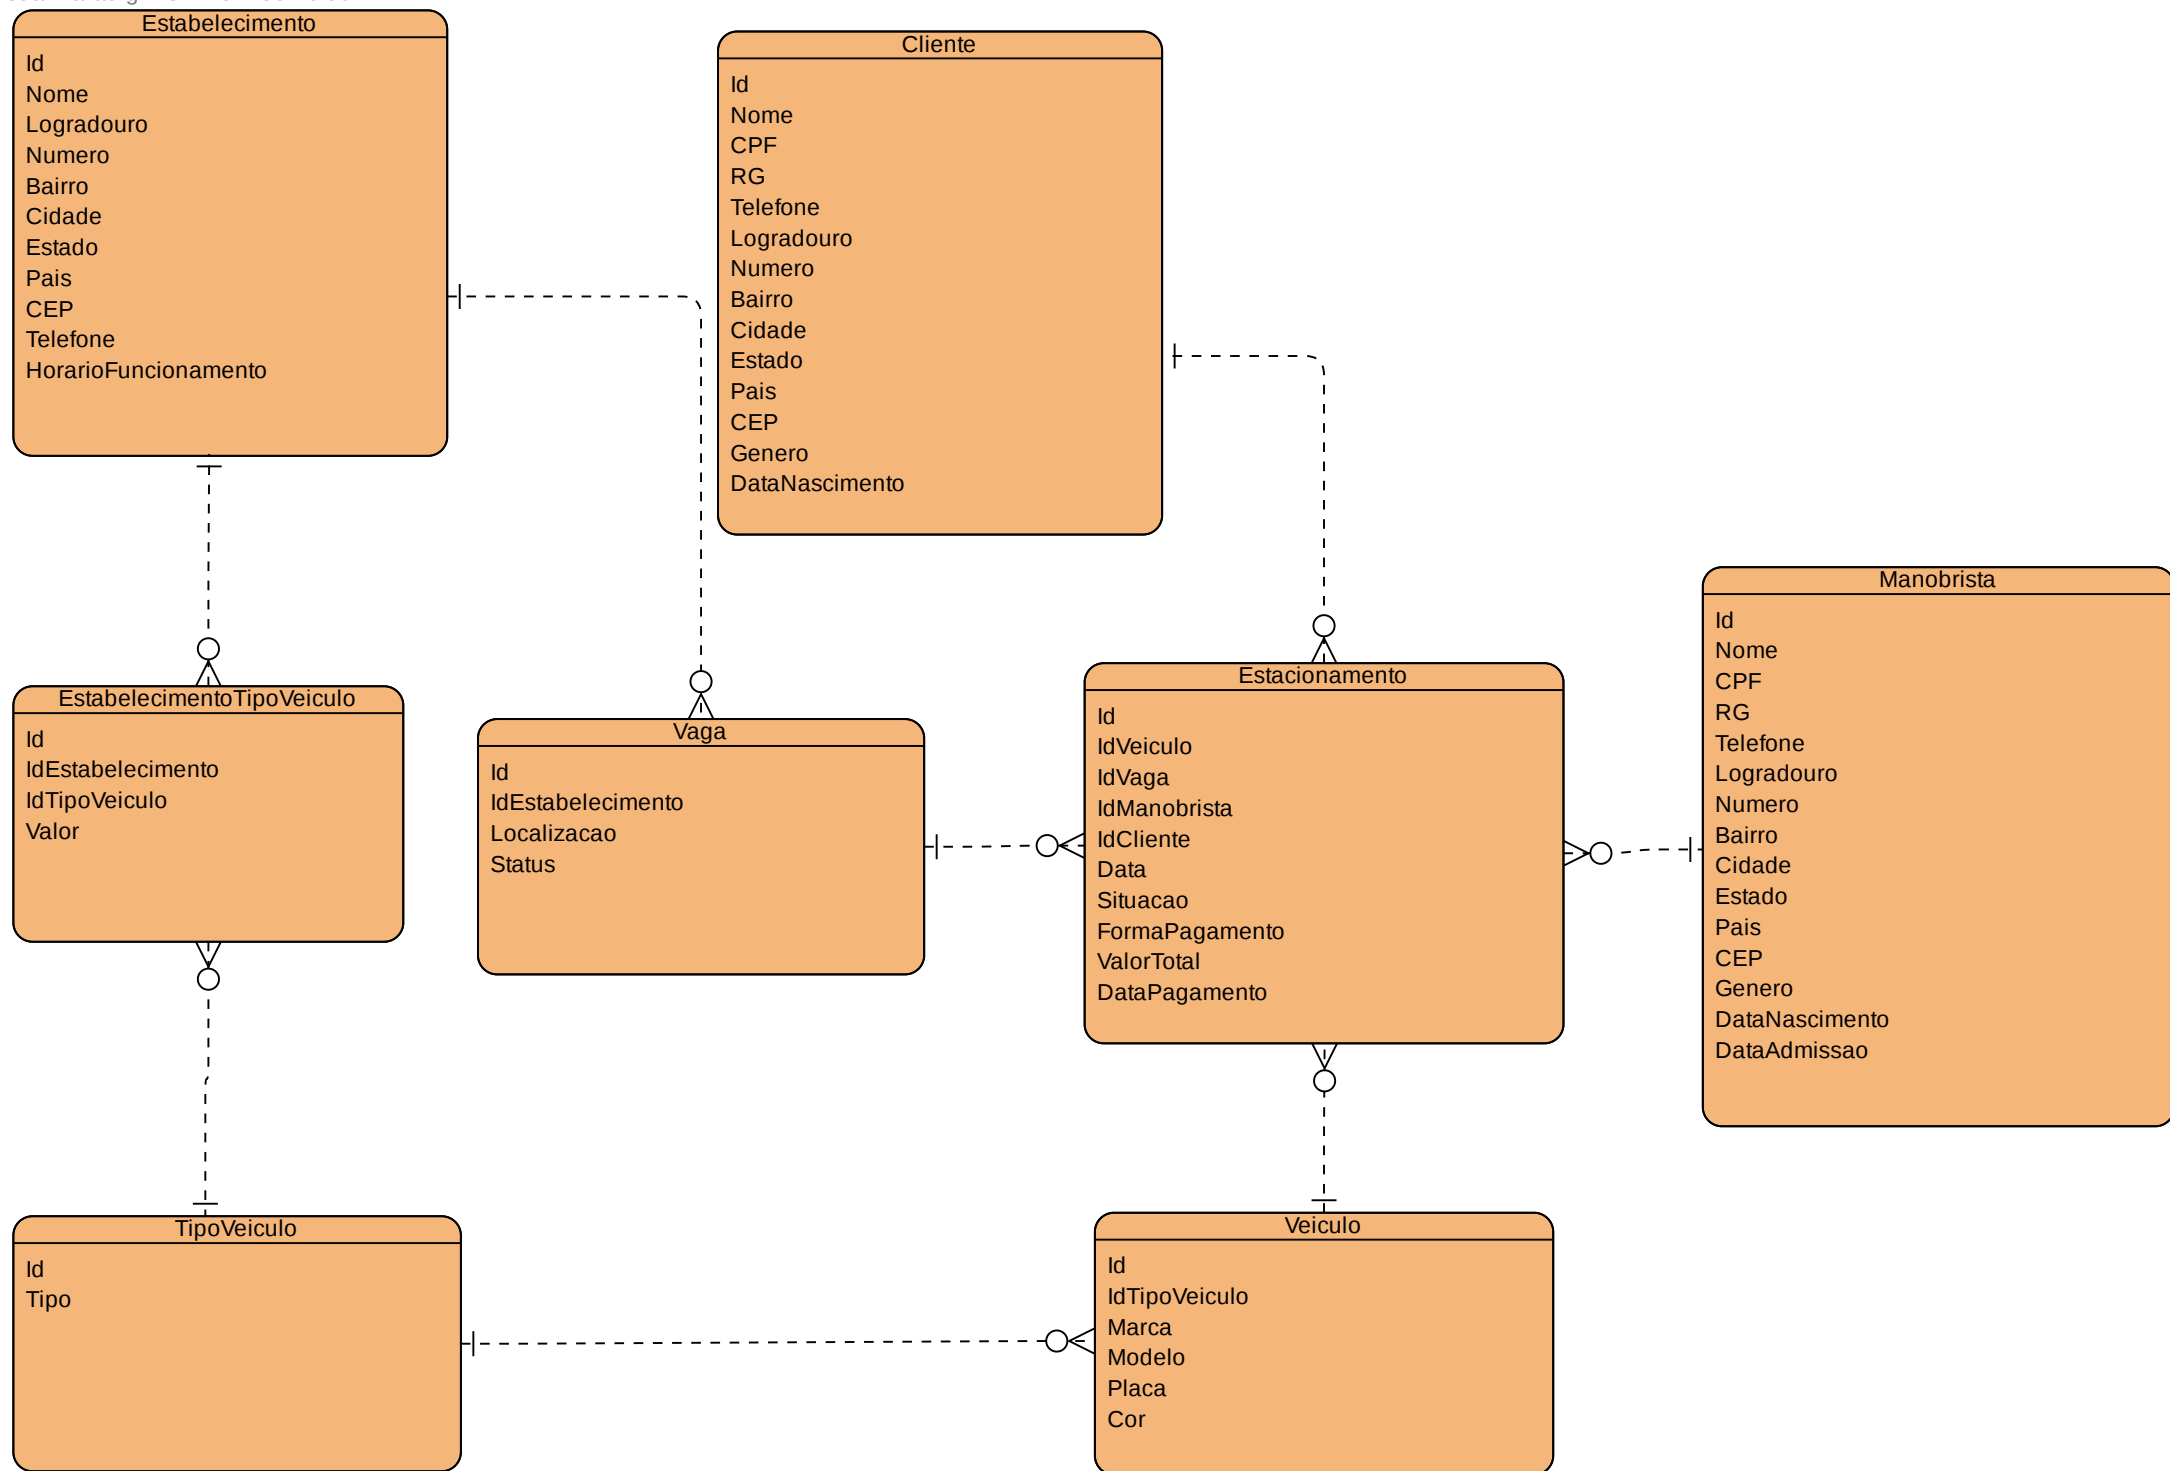 Estabelecimento
Id
Nome
Logradouro
Numero
Bairro
Cidade
Estado
Pais
CEP
Telefone
HorarioFuncionamento
Cliente
Id
Nome
CPF
RG
Telefone
Logradouro
Numero
Bairro
Cidade
Estado
Pais
CEP
Genero
DataNascimento
Manobrista
Id
Nome
CPF
RG
Telefone
Logradouro
Numero
Bairro
Cidade
Estado
Pais
CEP
Genero
DataNascimento
DataAdmissao
EstabelecimentoTipoVeiculo
Id
IdEstabelecimento
IdTipoVeiculo
Valor
Vaga
Id
IdEstabelecimento
Localizacao
Status
Estacionamento
Id
IdVeiculo
IdVaga
IdManobrista
IdCliente
Data
Situacao
FormaPagamento
ValorTotal
DataPagamento
TipoVeiculo
Id
Tipo
Veiculo
Id
IdTipoVeiculo
Marca
Modelo
Placa
Cor